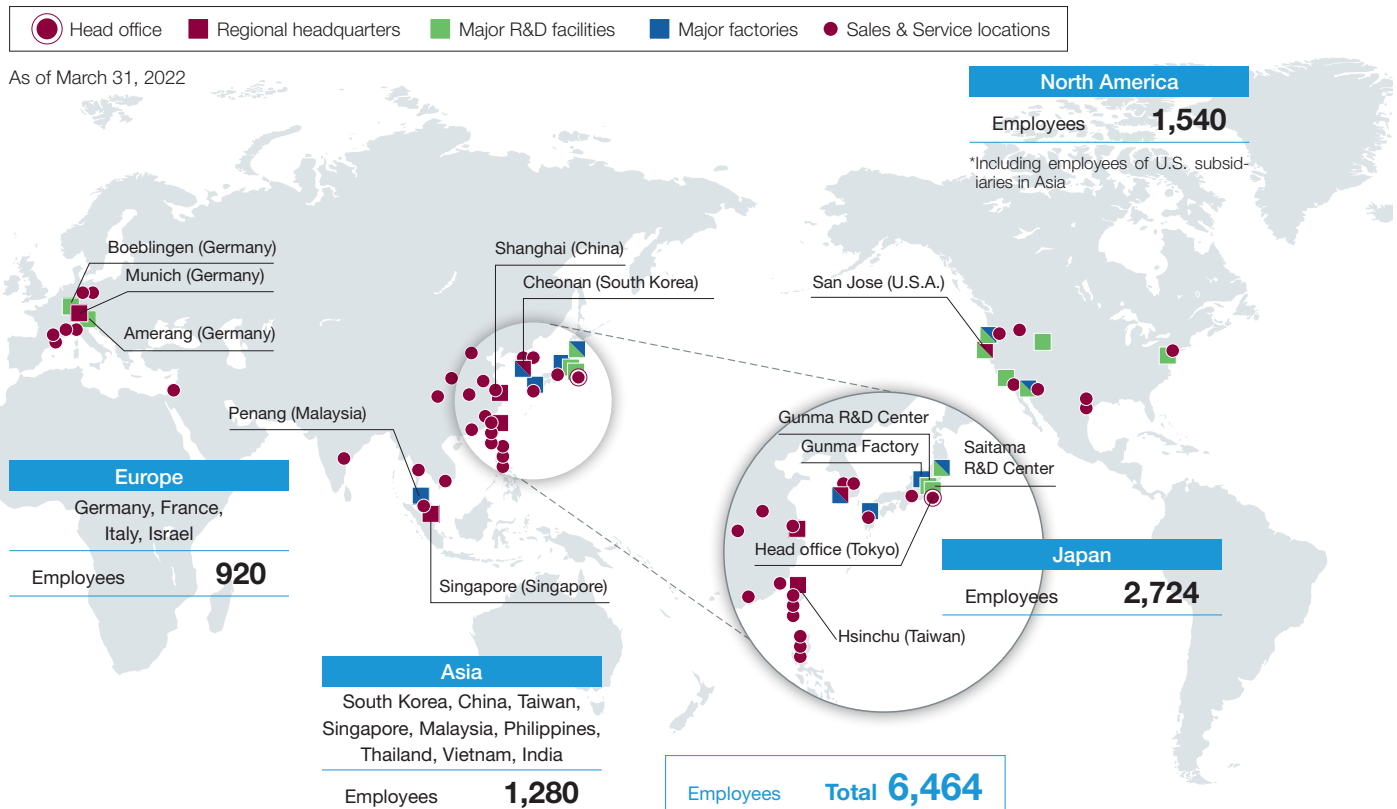 Head office
Regional headquarters
Major R&D facilities
Major factories
Sales & Service locations
As of March 31, 2022
North America
Employees 1,540
*Including employees of U.S. subsid-
iaries in Asia
Boeblingen (Germany)
Munich (Germany)
Amerang (Germany)
Shanghai (China)
Cheonan (South Korea)
San Jose (U.S.A.)
Penang (Malaysia)
Gunma R&D Center
Gunma Factory
Saitama
R&D Center
Europe
Germany, France,
Italy, Israel
Employees 920
Head office (Tokyo)
Japan
Employees 2,724
Singapore (Singapore)
Hsinchu (Taiwan)
Asia
South Korea, China, Taiwan,
Singapore, Malaysia, Philippines,
Thailand, Vietnam, India
Employees 1,280
Employees Total 6,464